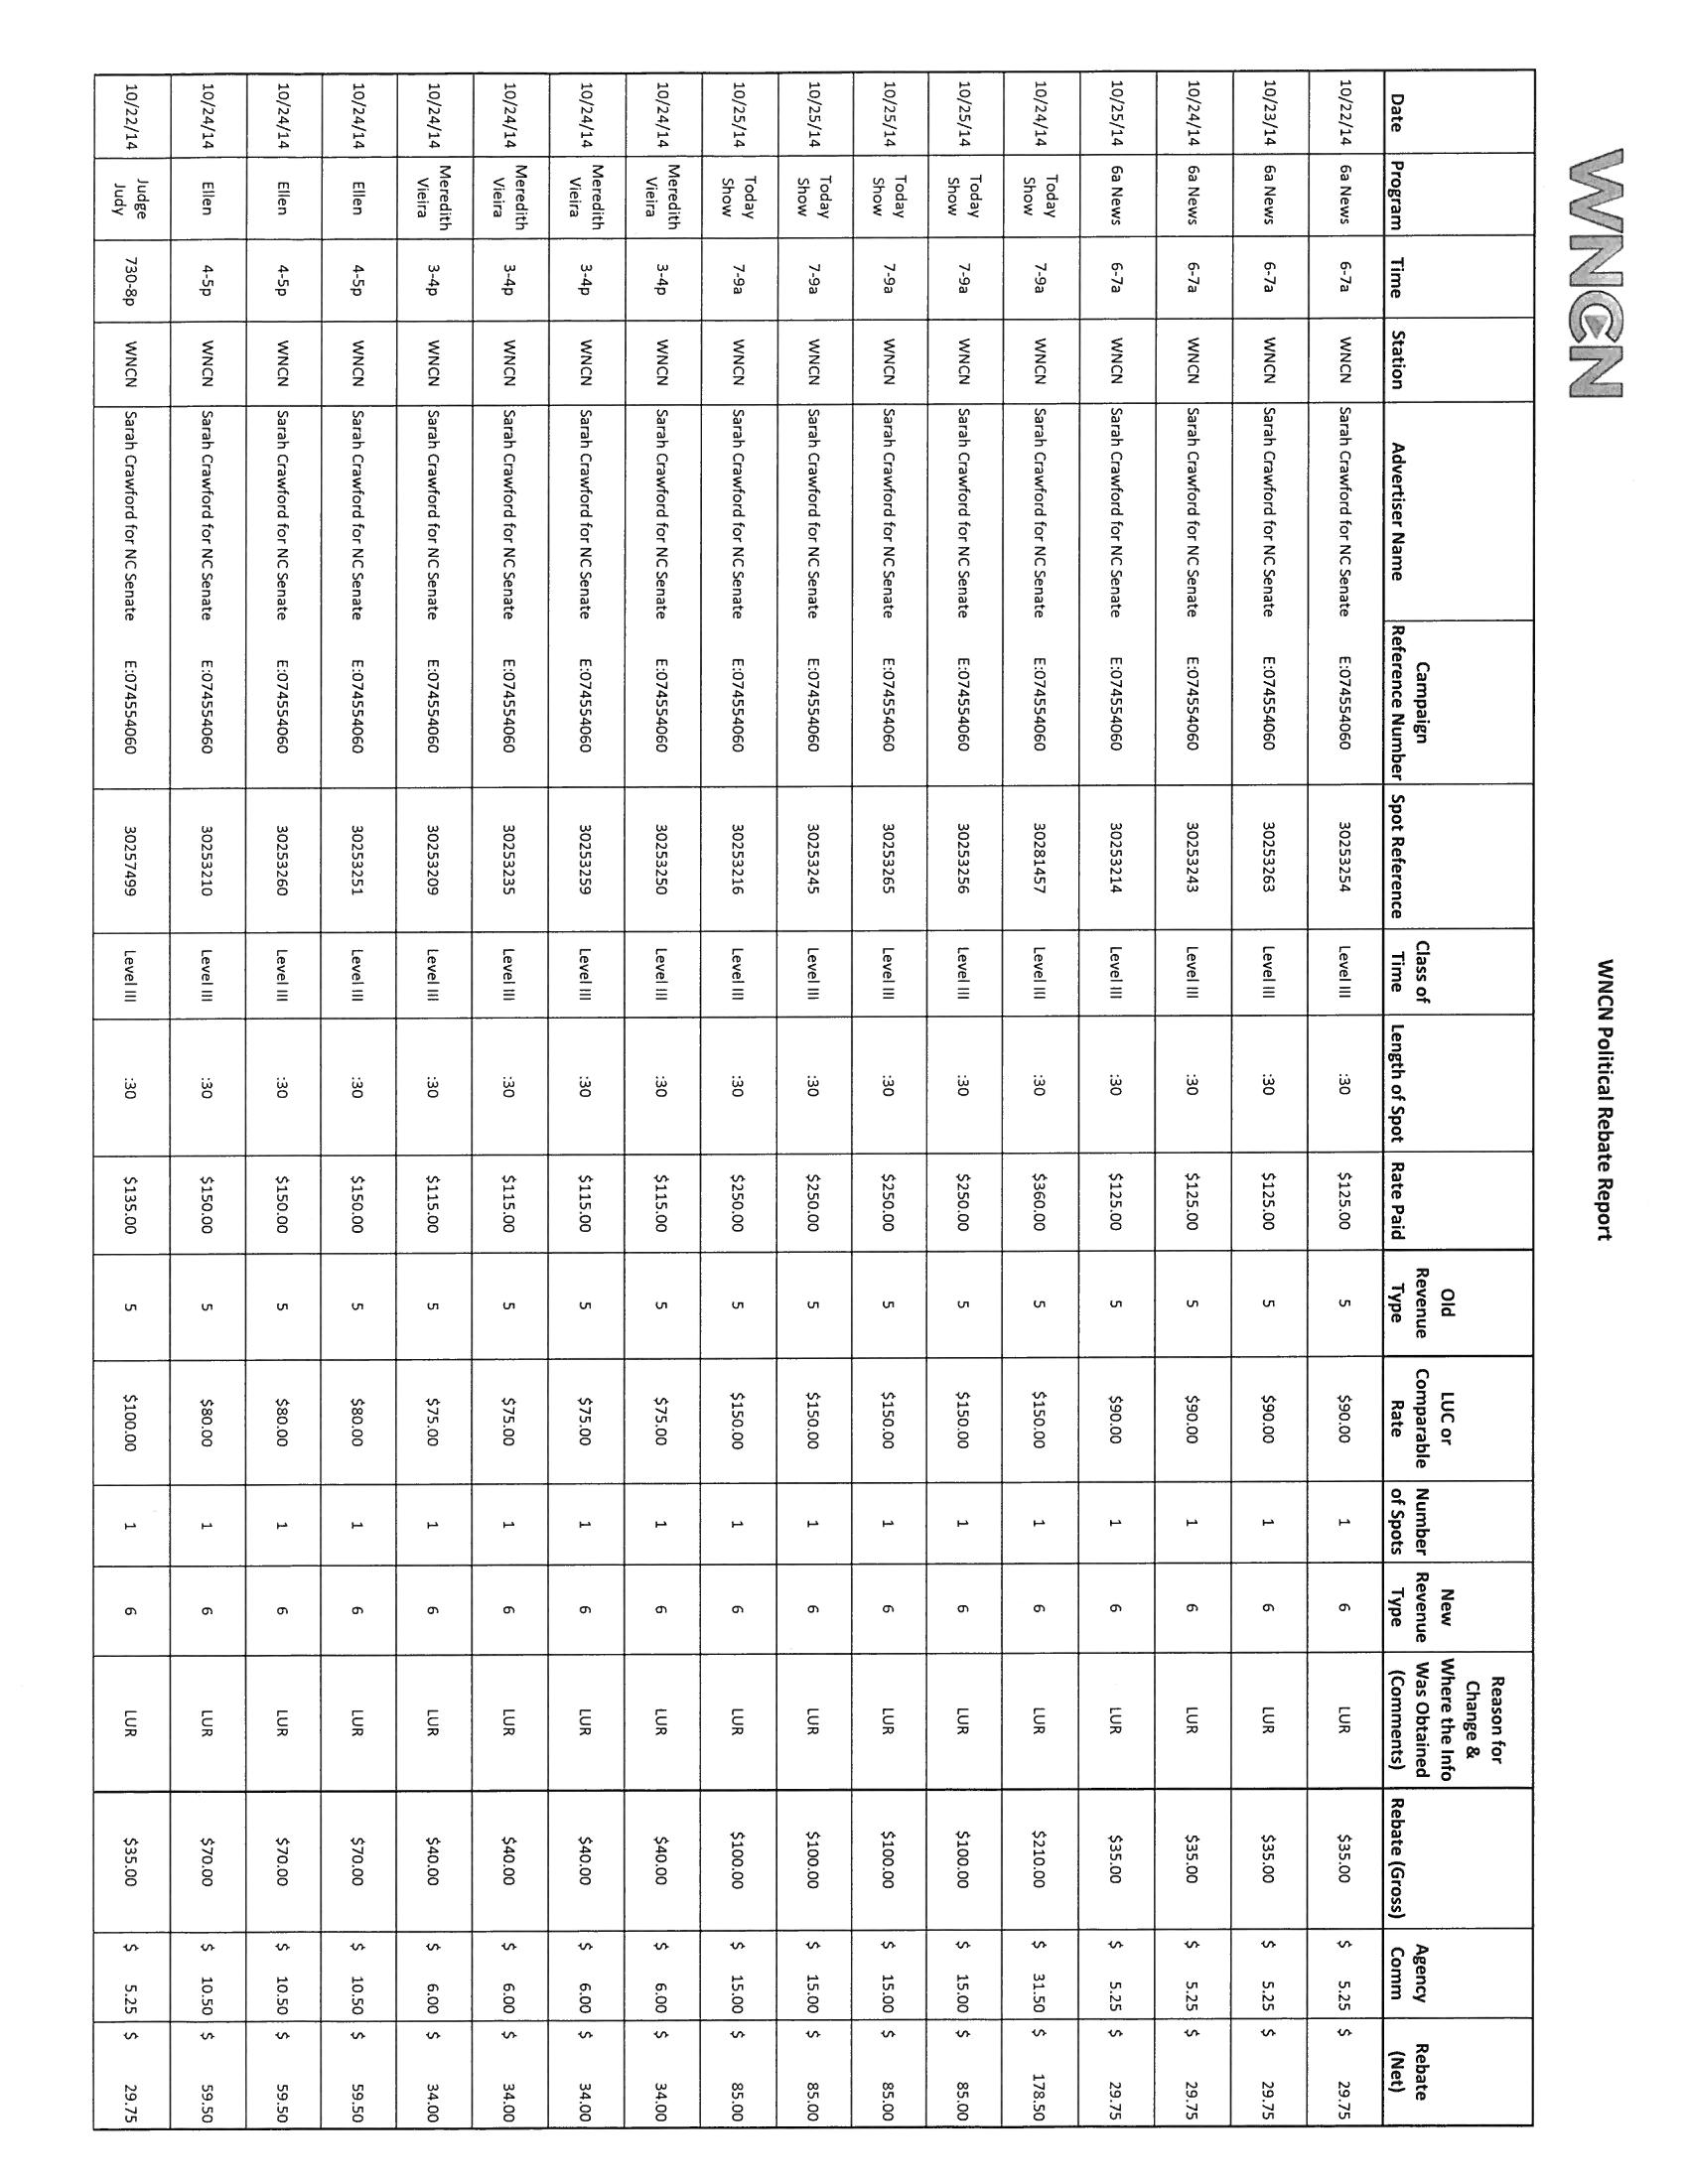 WNCN
WNCN Political Rebate Report
Date Program Time Station Advertiser Name Campaign Reference Number Spot Reference Class of Time Length of Spot Rate Paid Old Revenue Type LUC or Comparable Rate Number of Spots New Revenue Type Reason for Change & Where the Info Was Obtained (Comments) Rebate (Gross) Agency Comm Rebate (Net)
10/22/14 6a News 6-7a WNCN Sarah Crawford for NC Senate E:074554060 30253254 Level III :30 $125.00 5 $90.00 1 6 LUR $35.00 $ 5.25 $ 29.75
10/23/14 6a News 6-7a WNCN Sarah Crawford for NC Senate E:074554060 30253263 Level III :30 $125.00 5 $90.00 1 6 LUR $35.00 $ 5.25 $ 29.75
10/24/14 6a News 6-7a WNCN Sarah Crawford for NC Senate E:074554060 30253243 Level III :30 $125.00 5 $90.00 1 6 LUR $35.00 $ 5.25 $ 29.75
10/25/14 6a News 6-7a WNCN Sarah Crawford for NC Senate E:074554060 30253214 Level III :30 $125.00 5 $90.00 1 6 LUR $35.00 $ 5.25 $ 29.75
10/24/14 Today Show 7-9a WNCN Sarah Crawford for NC Senate E:074554060 30281457 Level III :30 $360.00 5 $150.00 1 6 LUR $210.00 $ 31.50 $ 178.50
10/25/14 Today Show 7-9a WNCN Sarah Crawford for NC Senate E:074554060 30253256 Level III :30 $250.00 5 $150.00 1 6 LUR $100.00 $ 15.00 $ 85.00
10/25/14 Today Show 7-9a WNCN Sarah Crawford for NC Senate E:074554060 30253265 Level III :30 $250.00 5 $150.00 1 6 LUR $100.00 $ 15.00 $ 85.00
10/25/14 Today Show 7-9a WNCN Sarah Crawford for NC Senate E:074554060 30253245 Level III :30 $250.00 5 $150.00 1 6 LUR $100.00 $ 15.00 $ 85.00
10/25/14 Today Show 7-9a WNCN Sarah Crawford for NC Senate E:074554060 30253216 Level III :30 $250.00 5 $150.00 1 6 LUR $100.00 $ 15.00 $ 85.00
10/24/14 Meredith Vieira 3-4p WNCN Sarah Crawford for NC Senate E:074554060 30253250 Level III :30 $115.00 5 $75.00 1 6 LUR $40.00 $ 6.00 $ 34.00
10/24/14 Meredith Vieira 3-4p WNCN Sarah Crawford for NC Senate E:074554060 30253259 Level III :30 $115.00 5 $75.00 1 6 LUR $40.00 $ 6.00 $ 34.00
10/24/14 Meredith Vieira 3-4p WNCN Sarah Crawford for NC Senate E:074554060 30253235 Level III :30 $115.00 5 $75.00 1 6 LUR $40.00 $ 6.00 $ 34.00
10/24/14 Meredith Vieira 3-4p WNCN Sarah Crawford for NC Senate E:074554060 30253209 Level III :30 $115.00 5 $75.00 1 6 LUR $40.00 $ 6.00 $ 34.00
10/24/14 Ellen 4-5p WNCN Sarah Crawford for NC Senate E:074554060 30253251 Level III :30 $150.00 5 $80.00 1 6 LUR $70.00 $ 10.50 $ 59.50
10/24/14 Ellen 4-5p WNCN Sarah Crawford for NC Senate E:074554060 30253260 Level III :30 $150.00 5 $80.00 1 6 LUR $70.00 $ 10.50 $ 59.50
10/24/14 Ellen 4-5p WNCN Sarah Crawford for NC Senate E:074554060 30253210 Level III :30 $150.00 5 $80.00 1 6 LUR $70.00 $ 10.50 $ 59.50
10/22/14 Judge Judy 730-8p WNCN Sarah Crawford for NC Senate E:074554060 30257499 Level III :30 $135.00 5 $100.00 1 6 LUR $35.00 $ 5.25 $ 29.75